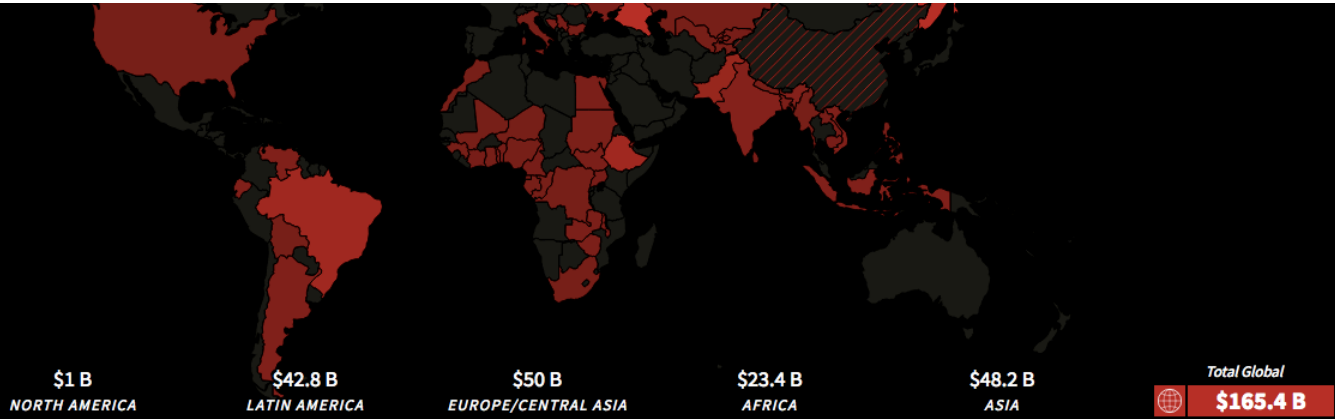 $1 B
NORTH AMERICA
$42.8 B
LATIN AMERICA
$50 B
EUROPE/CENTRAL ASIA
$23.4 B
AFRICA
$48.2 B
ASIA
Total Global
$165.4 B